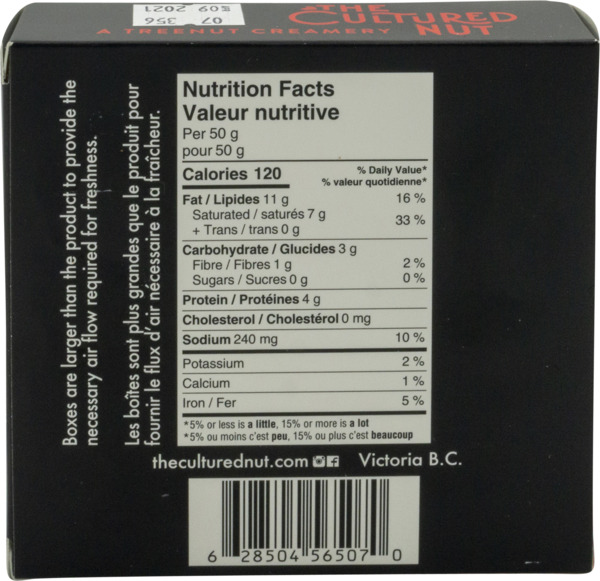 THE
CULTURED
NUT
A TREENUT CREAMERY
07 356
509 2021
Boxes are larger than the product to provide the
necessary air flow required for freshness.
Les boîtes sont plus grandes que le produit pour
fournir le flux d'air nécessaire à la fraîcheur.
Nutrition Facts
Valeur nutritive
Per 50 g
pour 50 g
Calories 120
% Daily Value*
% valeur quotidienne*
Fat / Lipides 11 g 16 %
Saturated / saturés 7 g
+ Trans / trans 0 g 33 %
Carbohydrate / Glucides 3 g
Fibre / Fibres 1 g 2 %
Sugars / Sucres 0 g 0 %
Protein / Protéines 4 g
Cholesterol / Cholestérol 0 mg
Sodium 240 mg 10 %
Potassium 2 %
Calcium 1 %
Iron / Fer 5 %
*5% or less is a little, 15% or more is a lot
*5% ou moins c'est peu, 15% ou plus c'est beaucoup
theculturednut.com Victoria B.C.
6 28504 56507 0